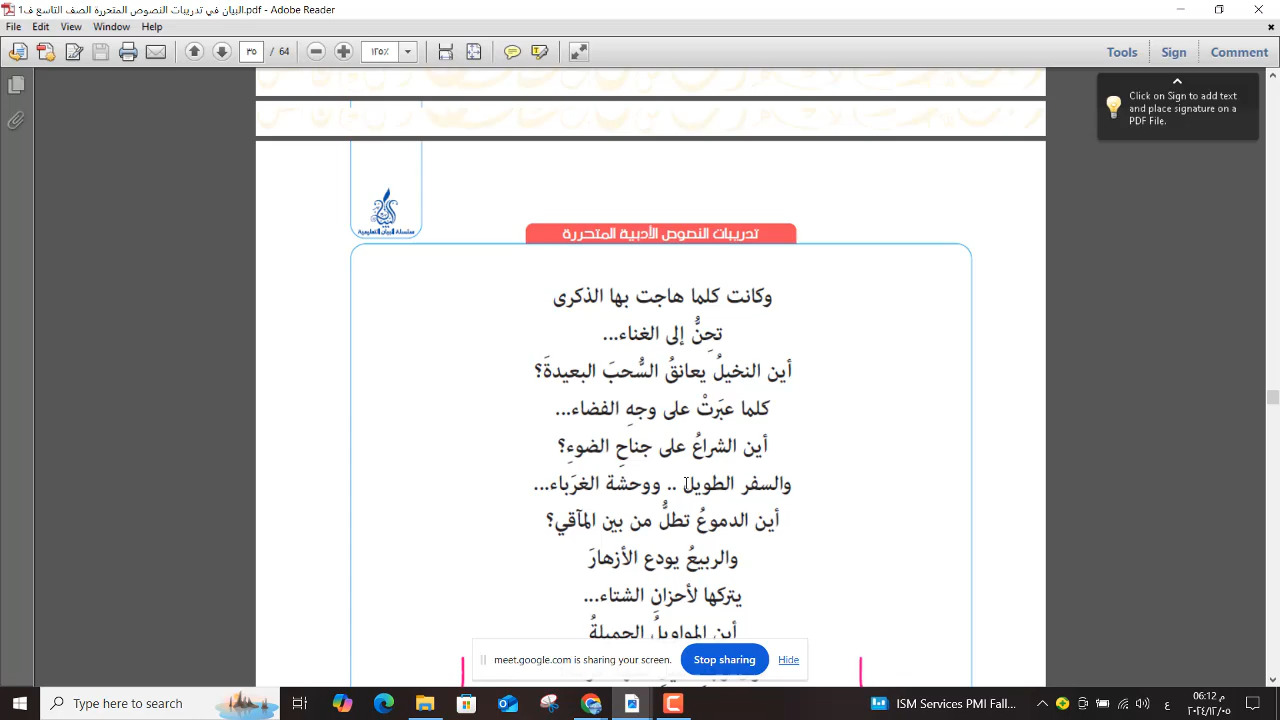 البيان في تدريبات النصوص المتحررة الصف التاسع ف1.pdf - Adobe Reader
File Edit View Window Help
٣٥ / 64 ١٢٥٪ Tools Sign Comment
Click on Sign to add text
and place signature on a
PDF File.
سلسلة البيان التعليمية
تدريبات النصوص الأدبية المتحررة
وكانت كلما هاجت بها الذكرى
تحِنُّ إلى الغناء...
أين النخيلُ يعانقُ السُّحبَ البعيدةَ؟
كلما عبَرتْ على وجهِ الفضاء...
أين الشراعُ على جناحِ الضوءِ؟
والسفر الطويل .. ووحشة الغرَباء...
أين الدموعُ تطلُّ من بين المآقي؟
والربيعُ يودع الأزهارَ
يتركها لأحزانِ الشتاء...
أين المواويلُ الجميلةُ
meet.google.com is sharing your screen. Stop sharing Hide
Type here to search
ISM Services PMI Fall...
06:12 م
٢٠٢٤/١٢/٠٥